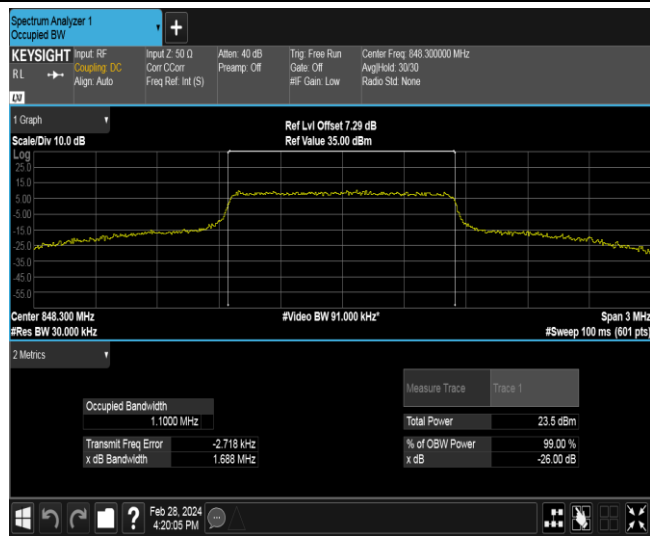 Spectrum Analyzer 1
Occupied BW
+
KEYSIGHT
RL
LXI
Input: RF
Coupling: DC
Align: Auto
Input Z: 50 Ω
Corr CCorr
Freq Ref: Int (S)
Atten: 40 dB
Preamp: Off
Trig: Free Run
Gate: Off
#IF Gain: Low
Center Freq: 848.300000 MHz
Avg|Hold: 30/30
Radio Std: None
1 Graph
Scale/Div 10.0 dB
Ref Lvl Offset 7.29 dB
Ref Value 35.00 dBm
Log
25.0
15.0
5.00
-5.00
-15.0
-25.0
-35.0
-45.0
-55.0
Center 848.300 MHz
#Res BW 30.000 kHz
#Video BW 91.000 kHz*
Span 3 MHz
#Sweep 100 ms (601 pts)
2 Metrics
Measure Trace
Trace 1
Occupied Bandwidth
1.1000 MHz
Total Power
23.5 dBm
Transmit Freq Error
-2.718 kHz
% of OBW Power
99.00 %
x dB Bandwidth
1.688 MHz
x dB
-26.00 dB
?
Feb 28, 2024
4:20:05 PM